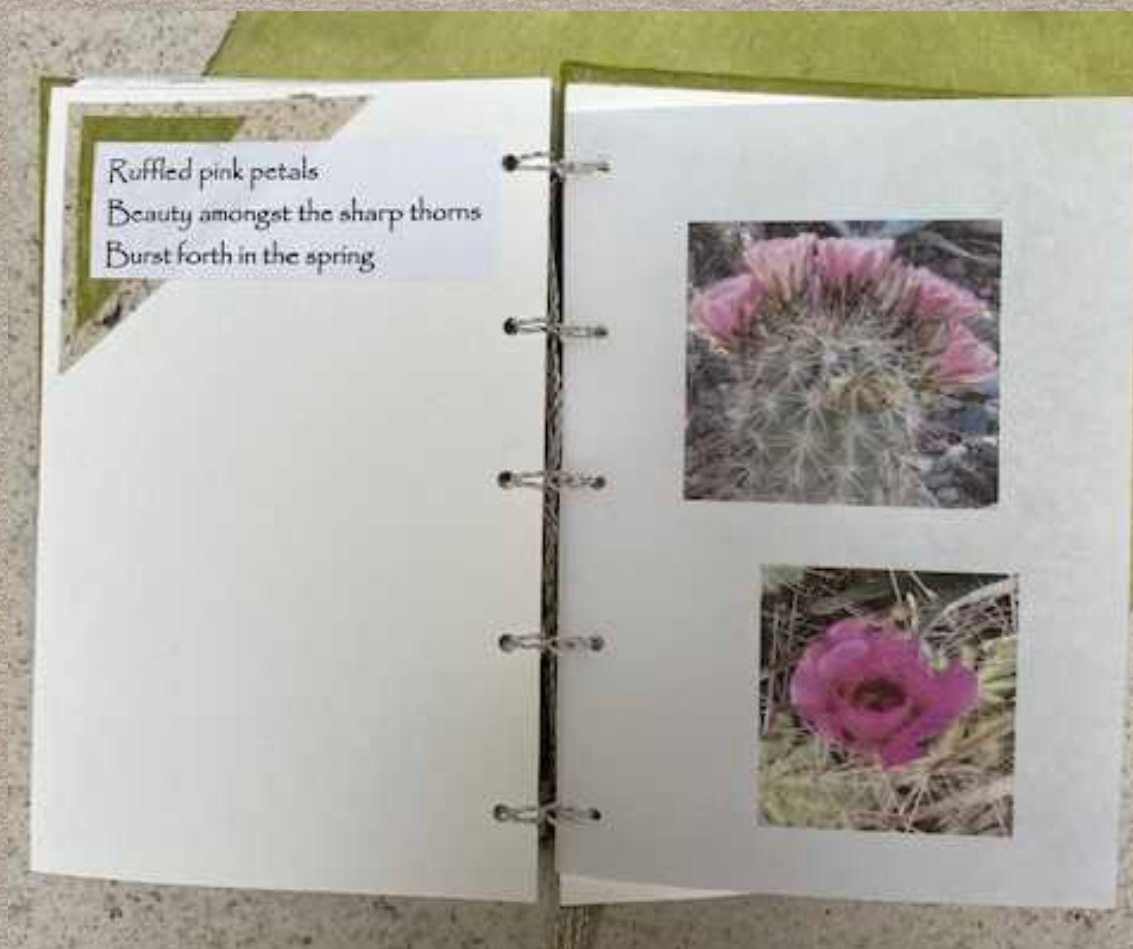 Ruffled pink petals
Beauty amongst the sharp thorns
Burst forth in the spring